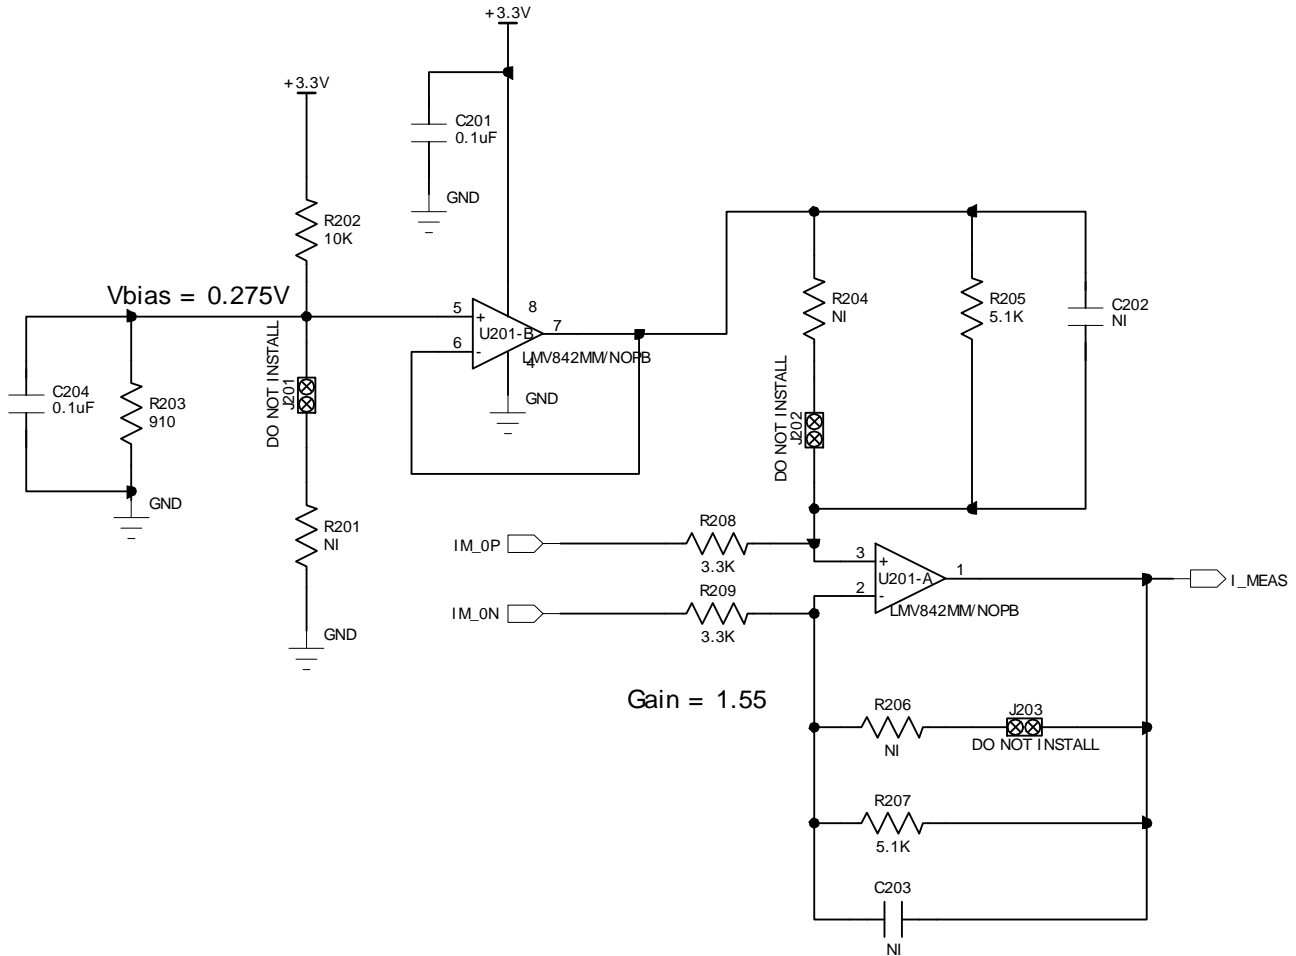 +3.3V
+3.3V
C201
0.1uF
GND
R202
10K
Vbias = 0.275V
R204
NI
R205
5.1K
C202
NI
5
+
6
-
U201-B
8
7
4
LMV842MM/NOPB
GND
C204
0.1uF
R203
910
GND
DO NOT INSTALL
J201
R201
NI
GND
DO NOT INSTALL
J202
IM_0P
R208
3.3K
IM_0N
R209
3.3K
3
+
2
-
U201-A
1
LMV842MM/NOPB
I_MEAS
Gain = 1.55
R206
NI
J203
DO NOT INSTALL
R207
5.1K
C203
NI